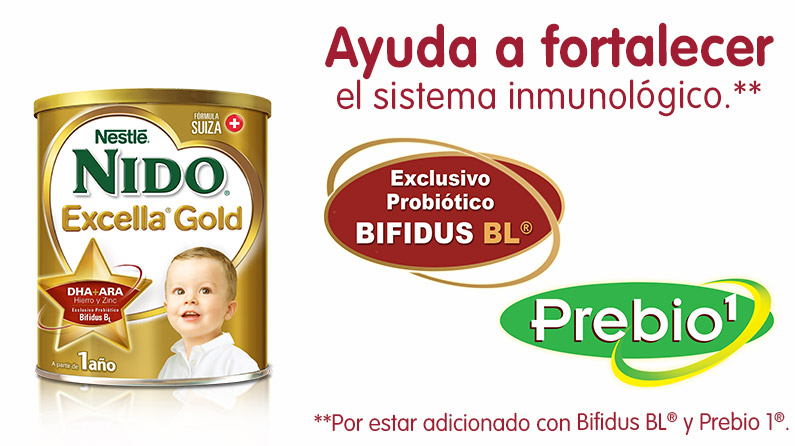 Ayuda a fortalecer
el sistema inmunológico.**
FÓRMULA
SUIZA
Nestlé®
NIDO®
Excella® Gold
DHA+ARA
Hierro y Zinc
Exclusivo Probiótico
Bifidus BL
A partir de 1 año
Exclusivo
Probiótico
BIFIDUS BL®
Prebio1
**Por estar adicionado con Bifidus BL® y Prebio 1®.